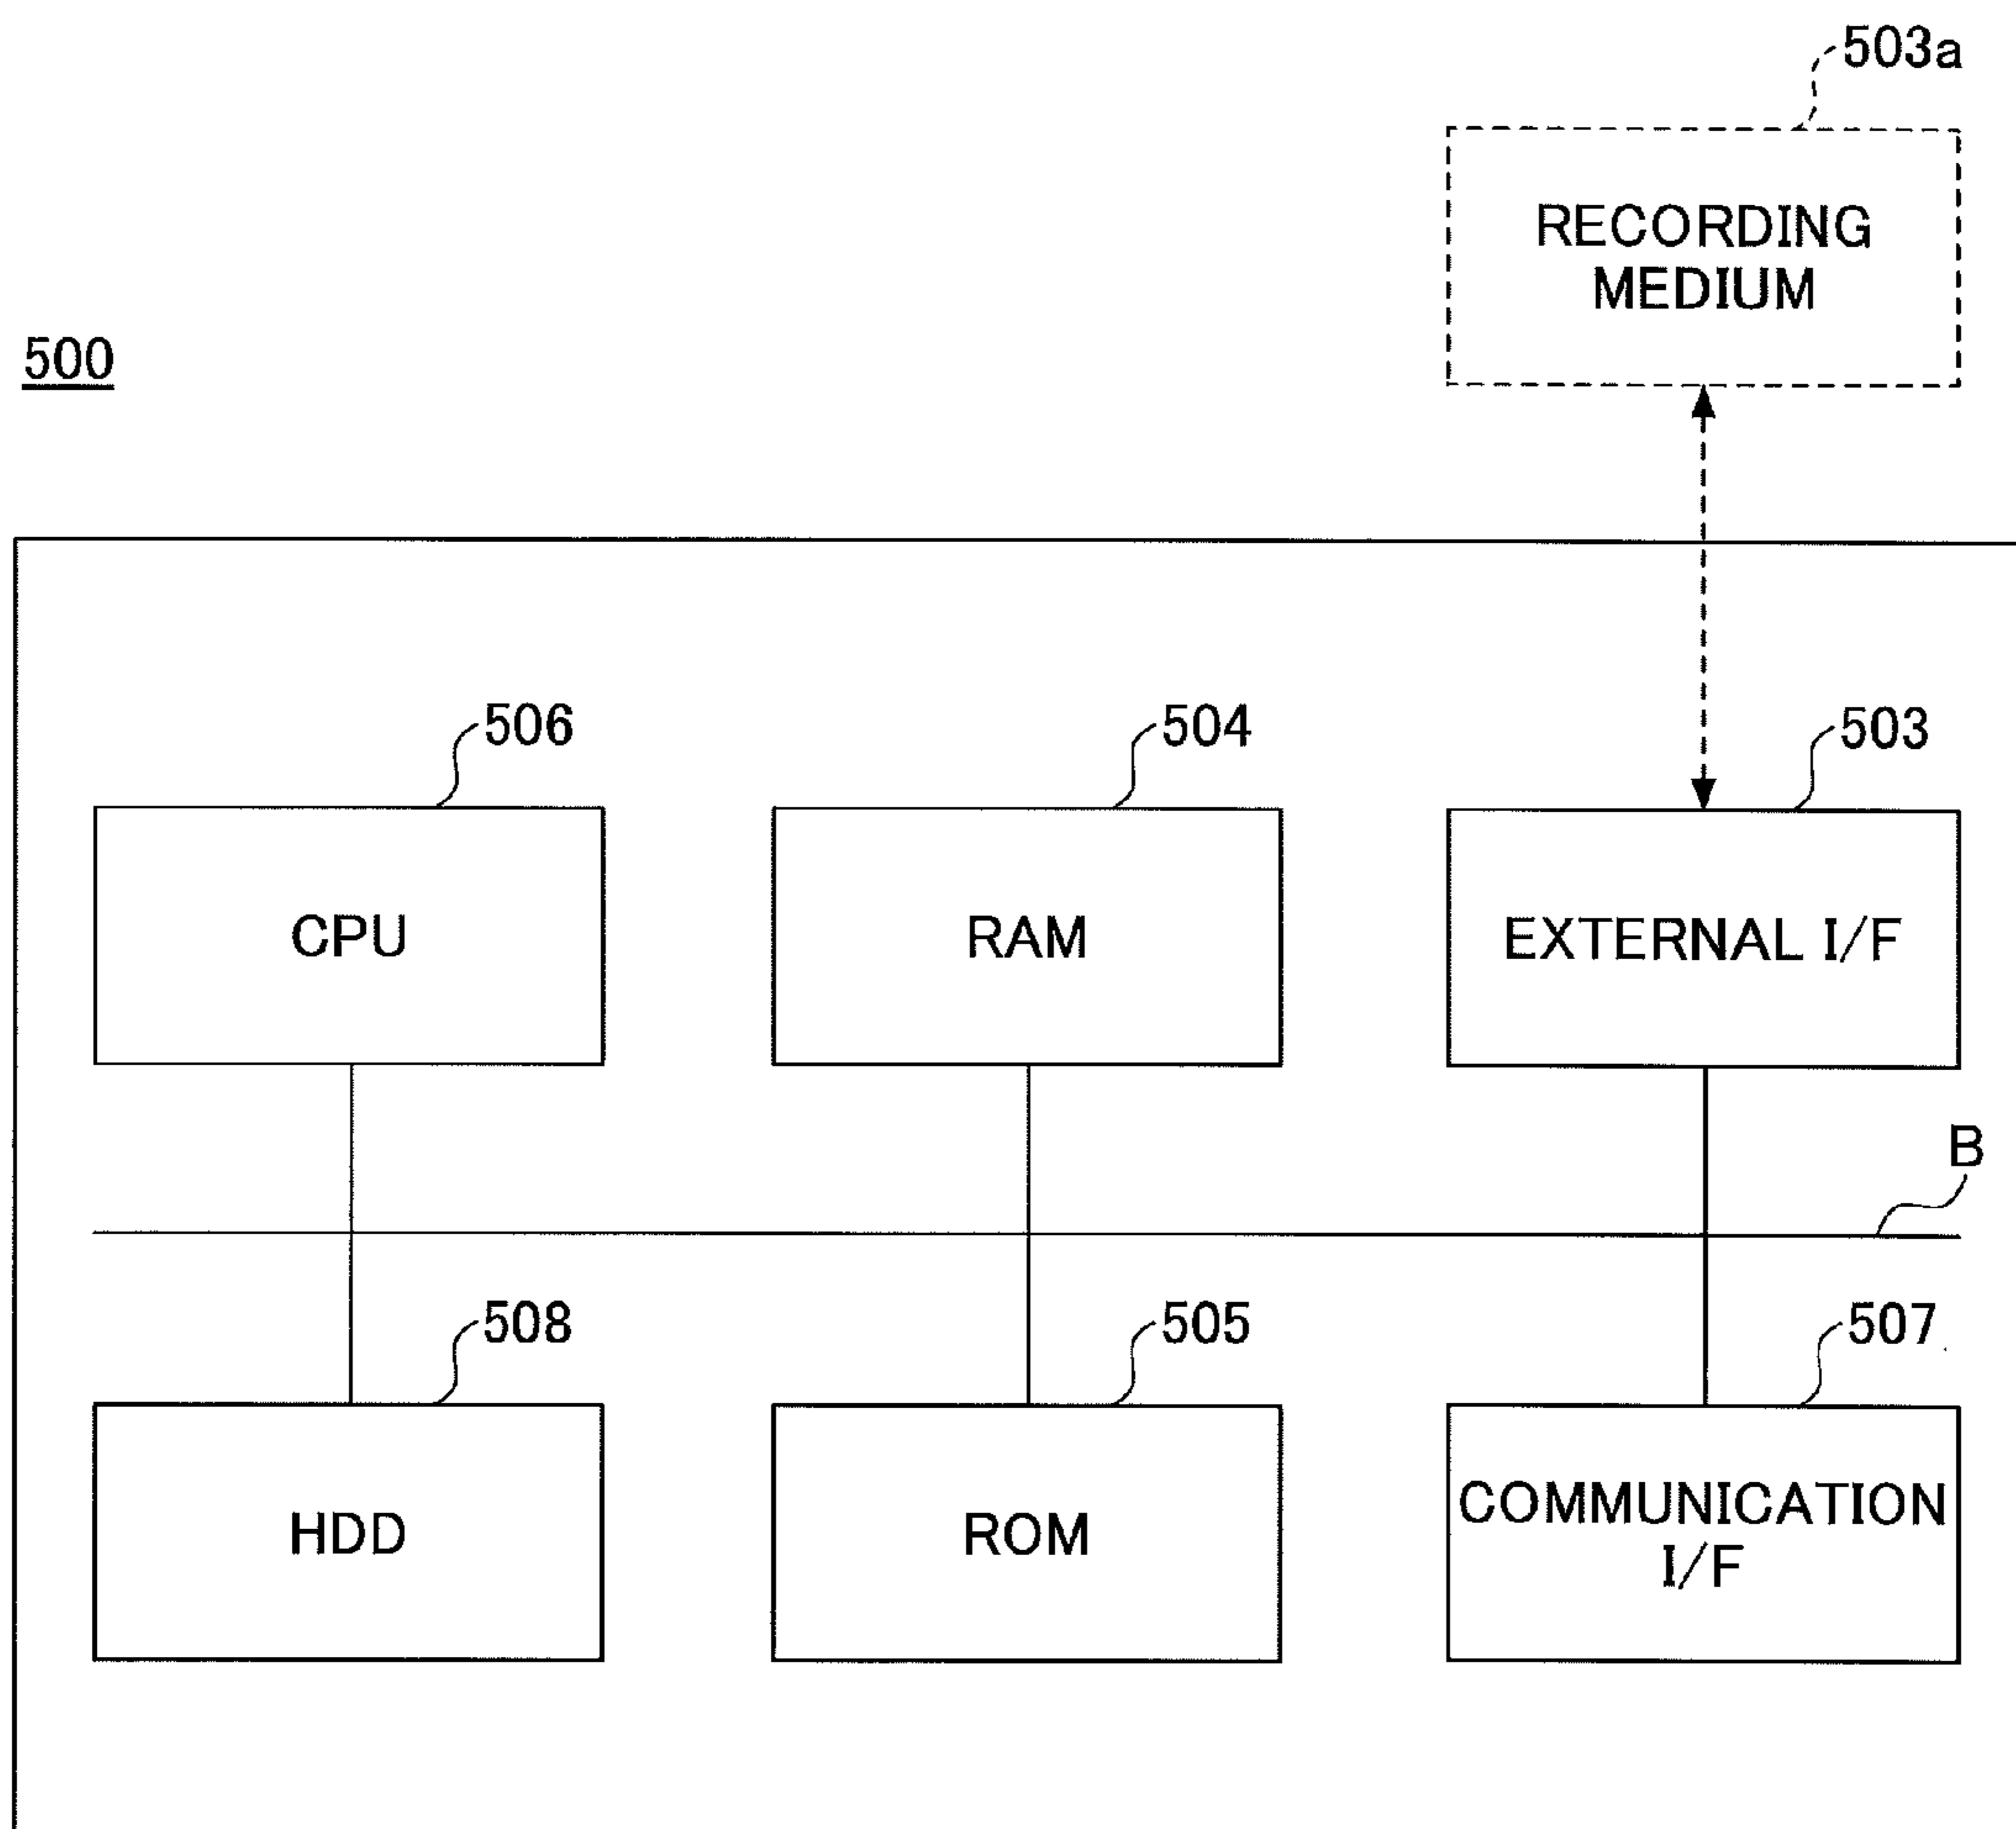 503a
RECORDING
MEDIUM
500
506
504
503
CPU
RAM
EXTERNAL I/F
B
508
505
507
HDD
ROM
COMMUNICATION
I/F